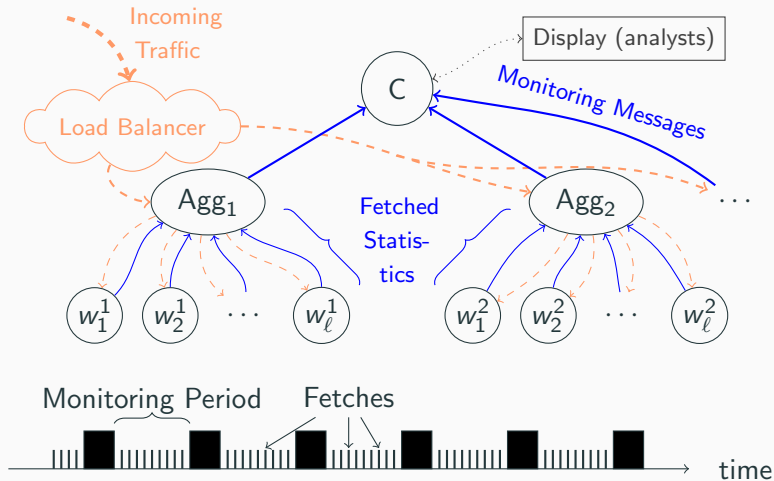 Incoming
Traffic
Display (analysts)
C
Monitoring Messages
Load Balancer
Agg₁
Fetched
Statis-
tics
Agg₂
...
w₁¹ w₂¹ ... wℓ¹
w₁² w₂² ... wℓ²
Monitoring Period
Fetches
time